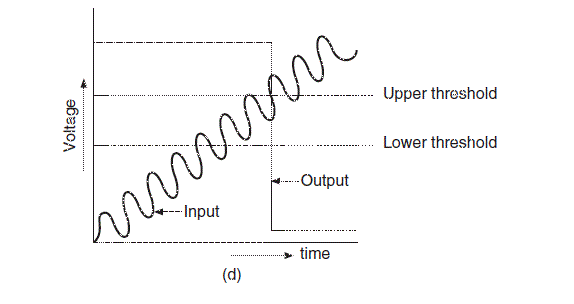 Voltage
Upper threshold
Lower threshold
Output
Input
time
(d)